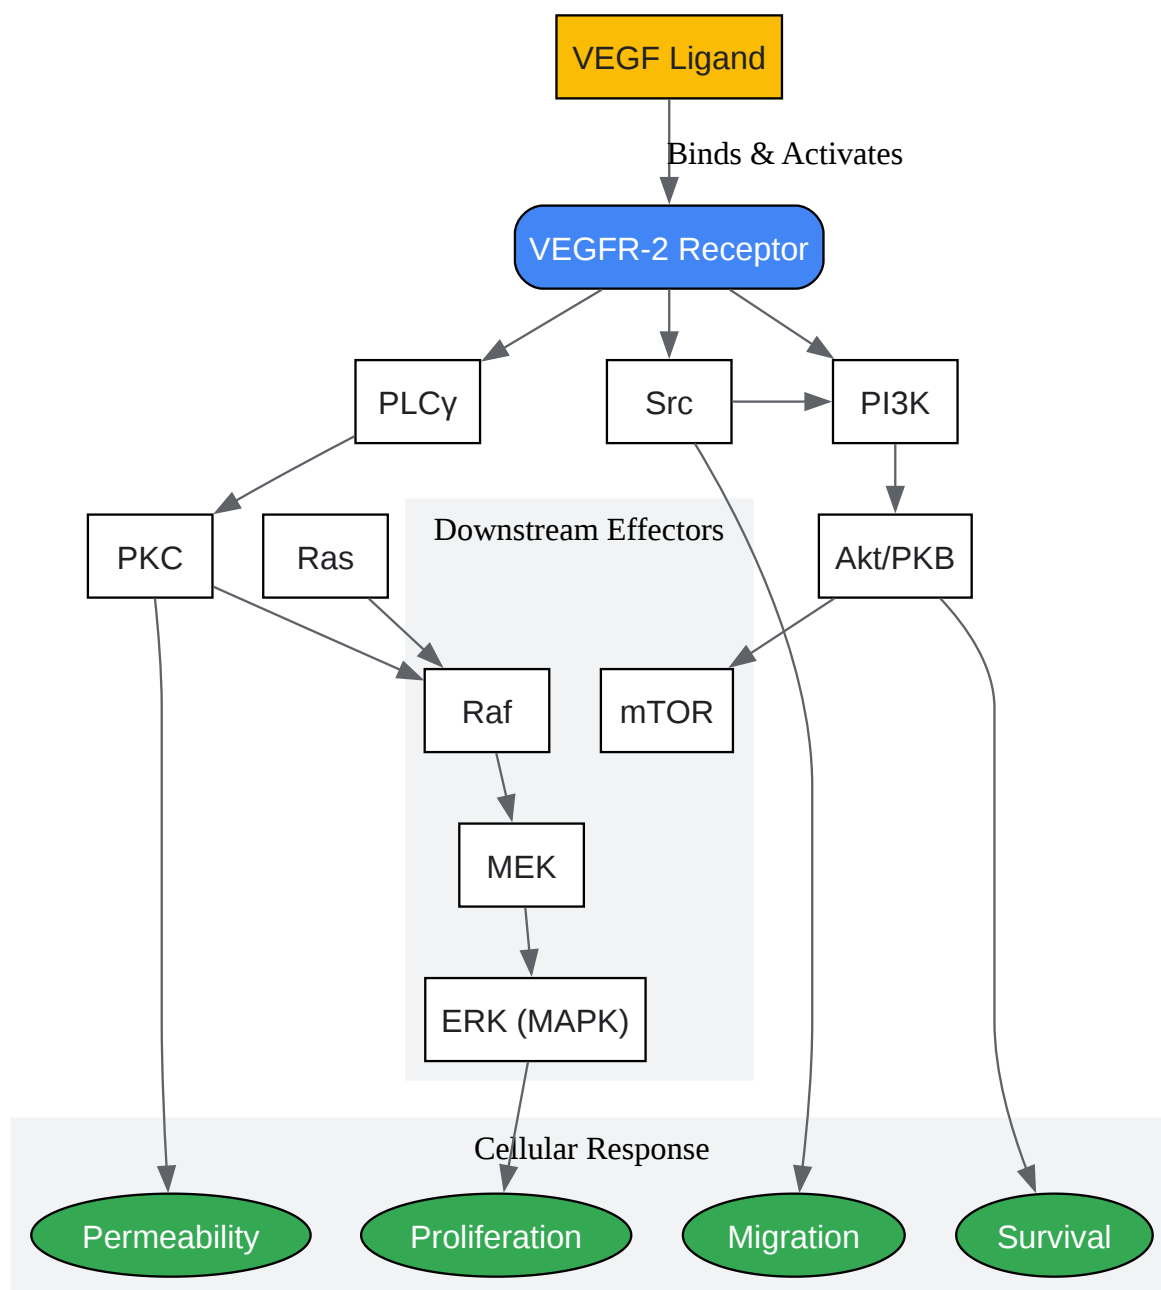 VEGF Ligand
Binds & Activates
VEGFR-2 Receptor
PLCγ
Src
PI3K
Downstream Effectors
PKC
Ras
Akt/PKB
Raf
mTOR
MEK
ERK (MAPK)
Cellular Response
Permeability
Proliferation
Migration
Survival